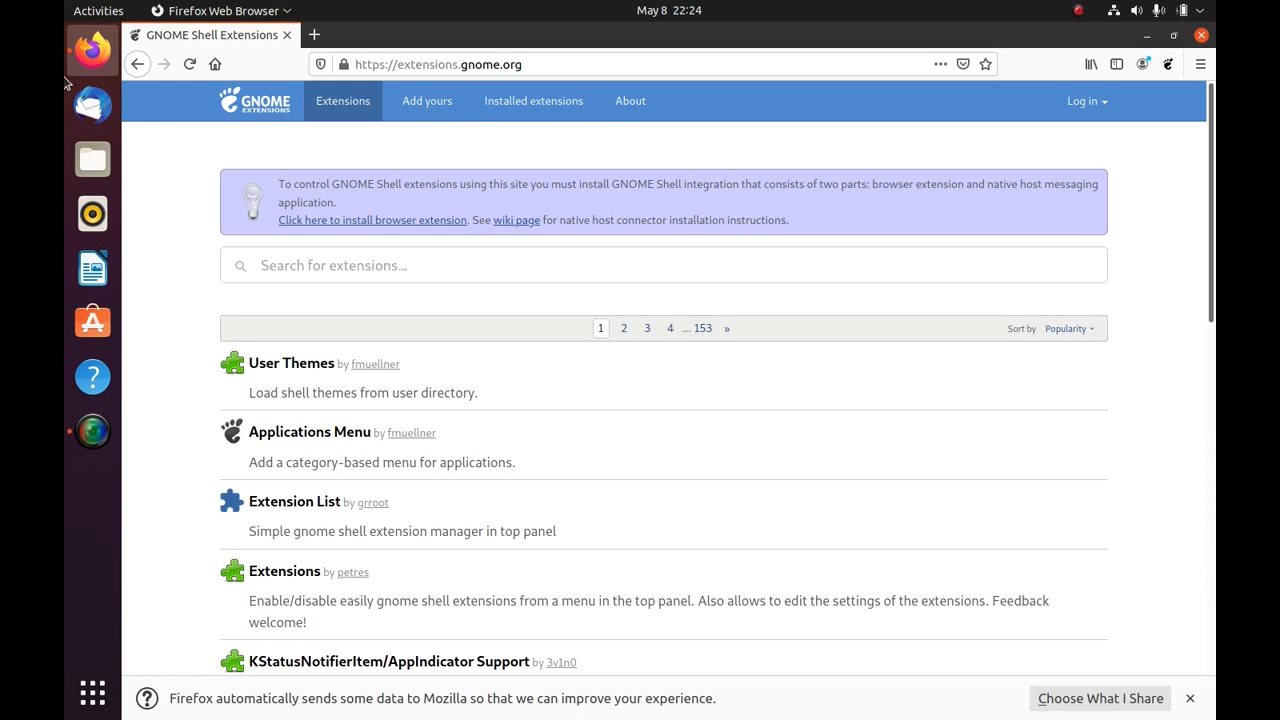 Activities
Firefox Web Browser
May 8 22:24
GNOME Shell Extensions
https://extensions.gnome.org
GNOME
EXTENSIONS
Extensions
Add yours
Installed extensions
About
Log in
To control GNOME Shell extensions using this site you must install GNOME Shell integration that consists of two parts: browser extension and native host messaging
application.
Click here to install browser extension. See wiki page for native host connector installation instructions.
Search for extensions...
1 2 3 4 ... 153 »
Sort by Popularity
User Themes by fmuellner
Load shell themes from user directory.
Applications Menu by fmuellner
Add a category-based menu for applications.
Extension List by grroot
Simple gnome shell extension manager in top panel
Extensions by petres
Enable/disable easily gnome shell extensions from a menu in the top panel. Also allows to edit the settings of the extensions. Feedback
welcome!
KStatusNotifierItem/AppIndicator Support by 3v1n0
Firefox automatically sends some data to Mozilla so that we can improve your experience.
Choose What I Share